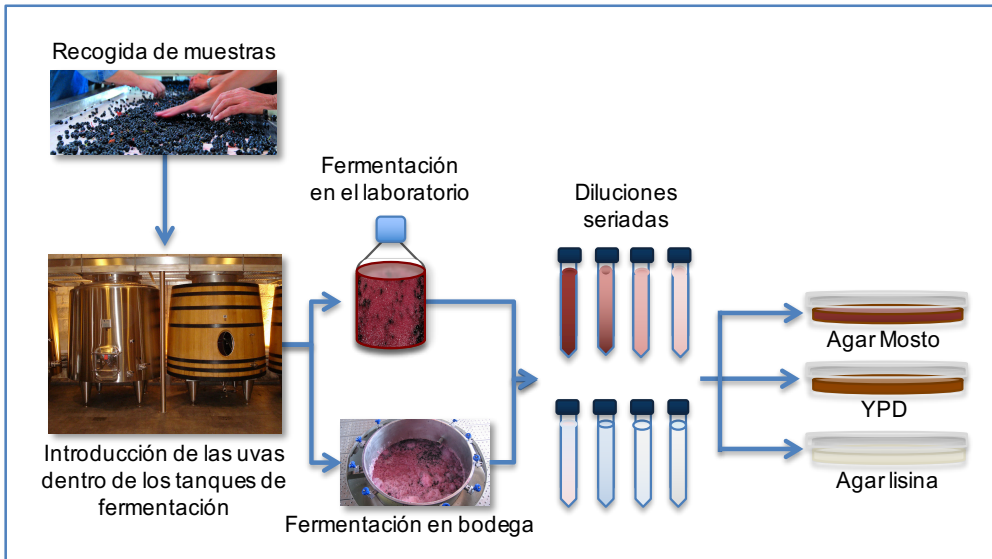 Recogida de muestras
Fermentación
en el laboratorio
Diluciones
seriadas
Agar Mosto
YPD
Agar lisina
Introducción de las uvas
dentro de los tanques de
fermentación
Fermentación en bodega